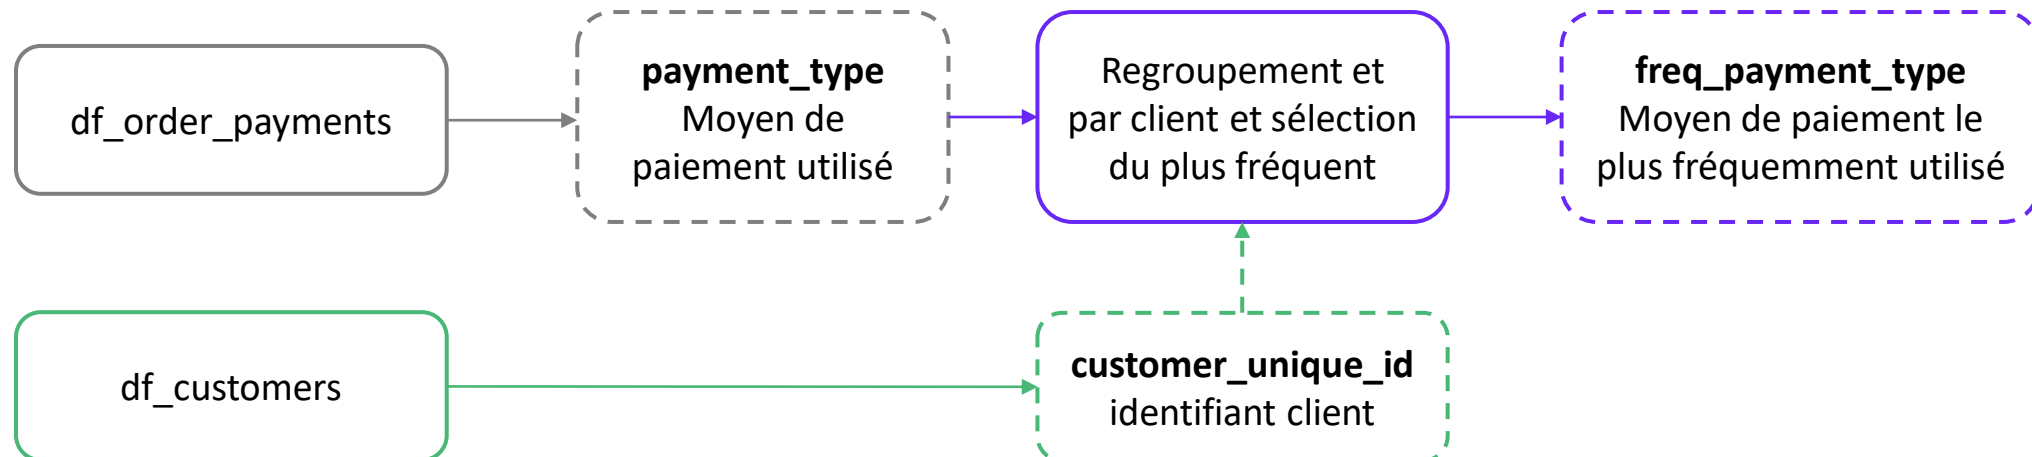 df_order_payments
payment_type
Moyen de
paiement utilisé
Regroupement et
par client et sélection
du plus fréquent
freq_payment_type
Moyen de paiement le
plus fréquemment utilisé
df_customers
customer_unique_id
identifiant client